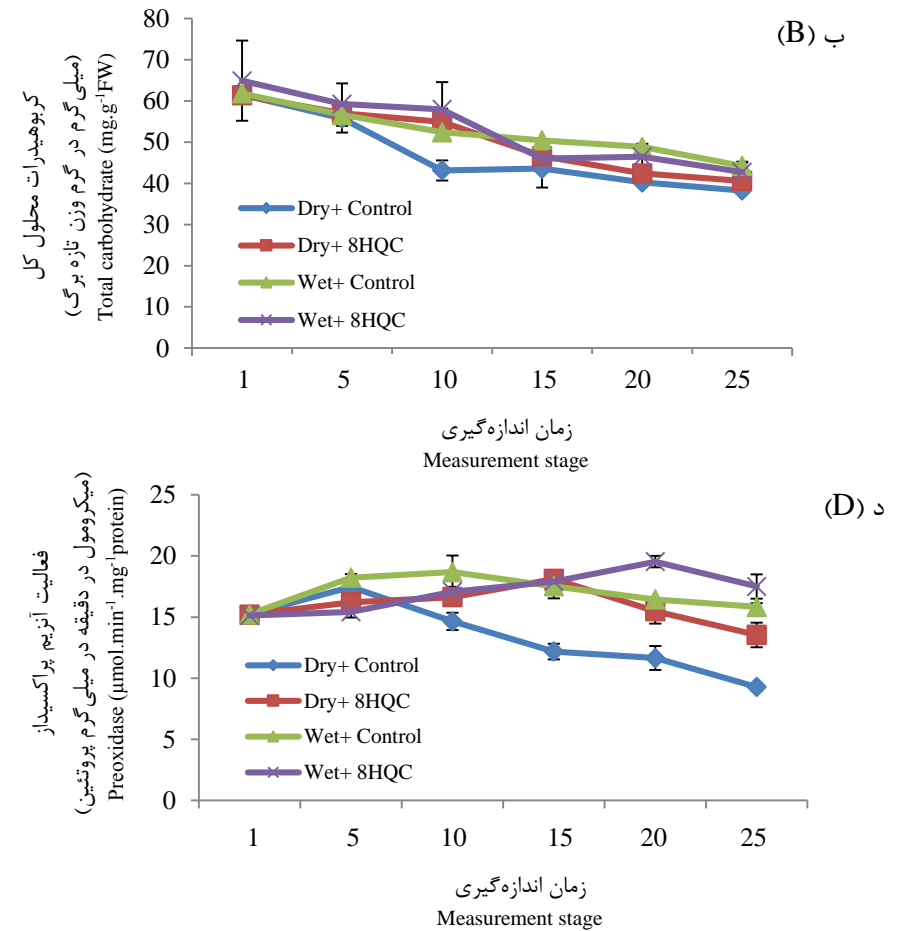 ب (B)
80
70
60
50
40
30
20
10
0
کربوهیدرات محلول کل
(میلی گرم در گرم وزن تازه برگ)
Total carbohydrate (mg.g-1FW)
Dry+ Control
Dry+ 8HQC
Wet+ Control
Wet+ 8HQC
1 5 10 15 20 25
زمان اندازه‌گیری
Measurement stage
د (D)
25
20
15
10
5
0
فعالیت آنزیم پراکسیداز
(میکرومول در دقیقه در میلی گرم پروتئین)
Preoxidase (µmol.min-1.mg-1protein)
Dry+ Control
Dry+ 8HQC
Wet+ Control
Wet+ 8HQC
1 5 10 15 20 25
زمان اندازه‌گیری
Measurement stage